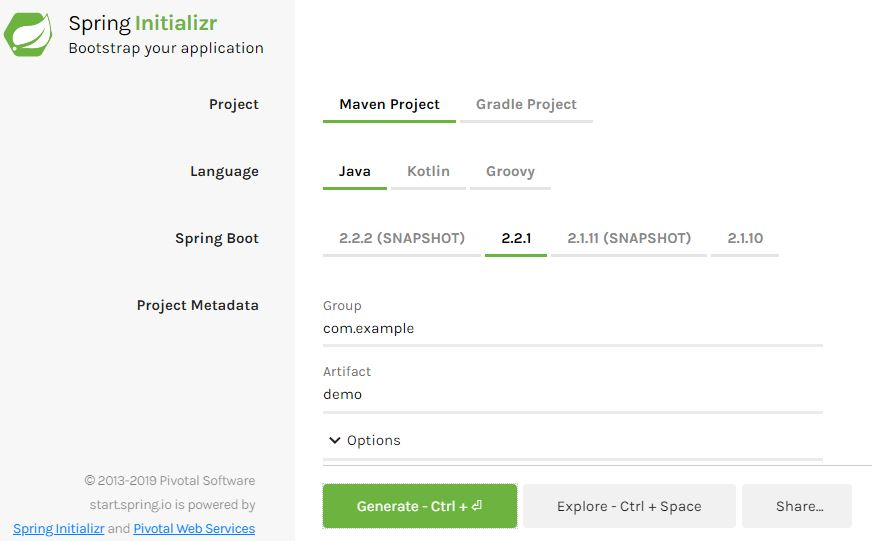 Spring Initializr
Bootstrap your application
Project
Maven Project
Gradle Project
Language
Java
Kotlin
Groovy
Spring Boot
2.2.2 (SNAPSHOT)
2.2.1
2.1.11 (SNAPSHOT)
2.1.10
Project Metadata
Group
com.example
Artifact
demo
Options
© 2013-2019 Pivotal Software
start.spring.io is powered by
Spring Initializr and Pivotal Web Services
Generate - Ctrl + ⏎
Explore - Ctrl + Space
Share...